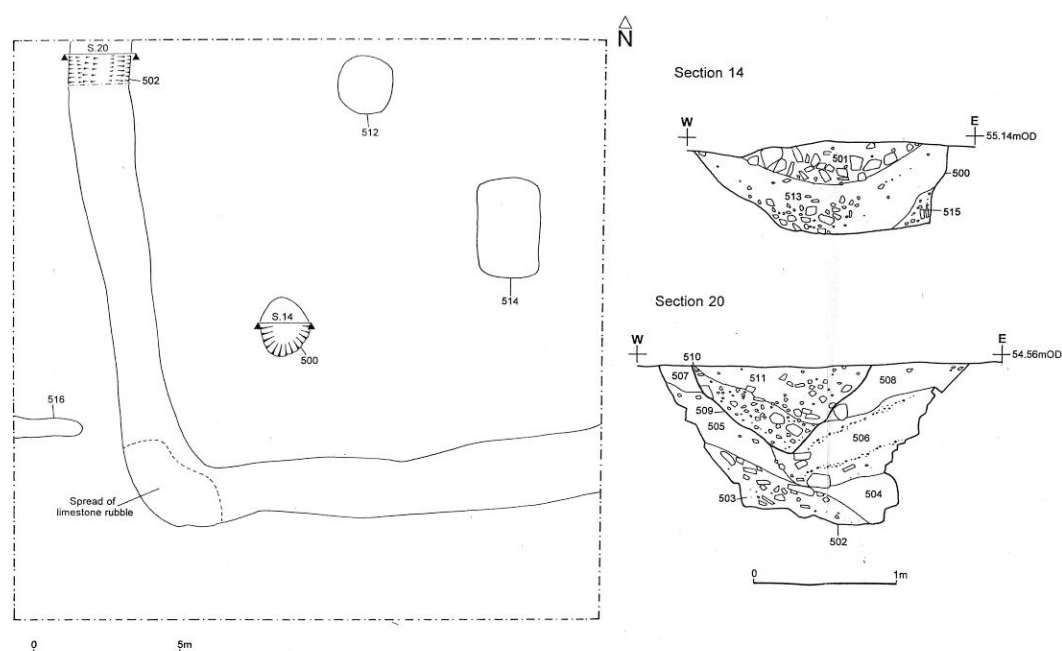 S.20
502
512
514
S.14
500
516
Spread of
limestone rubble
0 5m
N
Section 14
W E
55.14mOD
501
500
513
515
Section 20
W E
54.56mOD
510
507
511
508
509
505
506
503
504
502
0 1m